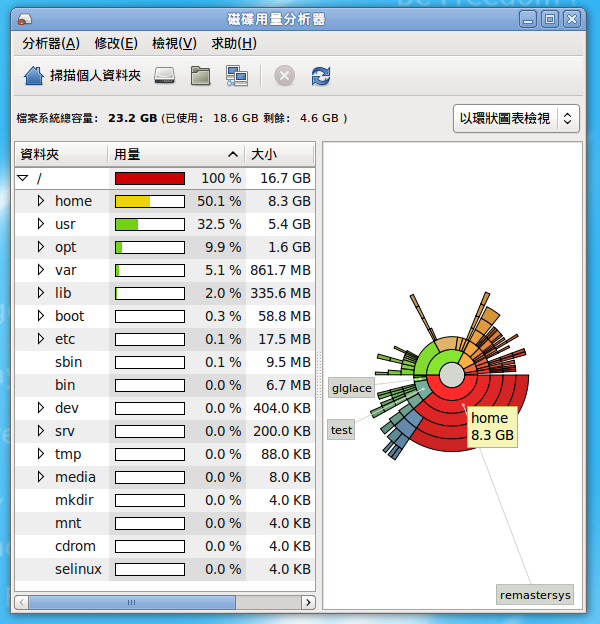 磁碟用量分析器
分析器(A) 修改(E) 檢視(V) 求助(H)
掃描個人資料夾
檔案系統總容量： 23.2 GB (已使用： 18.6 GB 剩餘： 4.6 GB )
以環狀圖表檢視
資料夾 用量 大小
/ 100 % 16.7 GB
home 50.1 % 8.3 GB
usr 32.5 % 5.4 GB
opt 9.9 % 1.6 GB
var 5.1 % 861.7 MB
lib 2.0 % 335.6 MB
boot 0.3 % 58.8 MB
etc 0.1 % 17.5 MB
sbin 0.1 % 9.5 MB
bin 0.0 % 6.7 MB
dev 0.0 % 404.0 KB
srv 0.0 % 200.0 KB
tmp 0.0 % 88.0 KB
media 0.0 % 8.0 KB
mkdir 0.0 % 4.0 KB
mnt 0.0 % 4.0 KB
cdrom 0.0 % 4.0 KB
selinux 0.0 % 4.0 KB
glglace
test
home
8.3 GB
remastersys